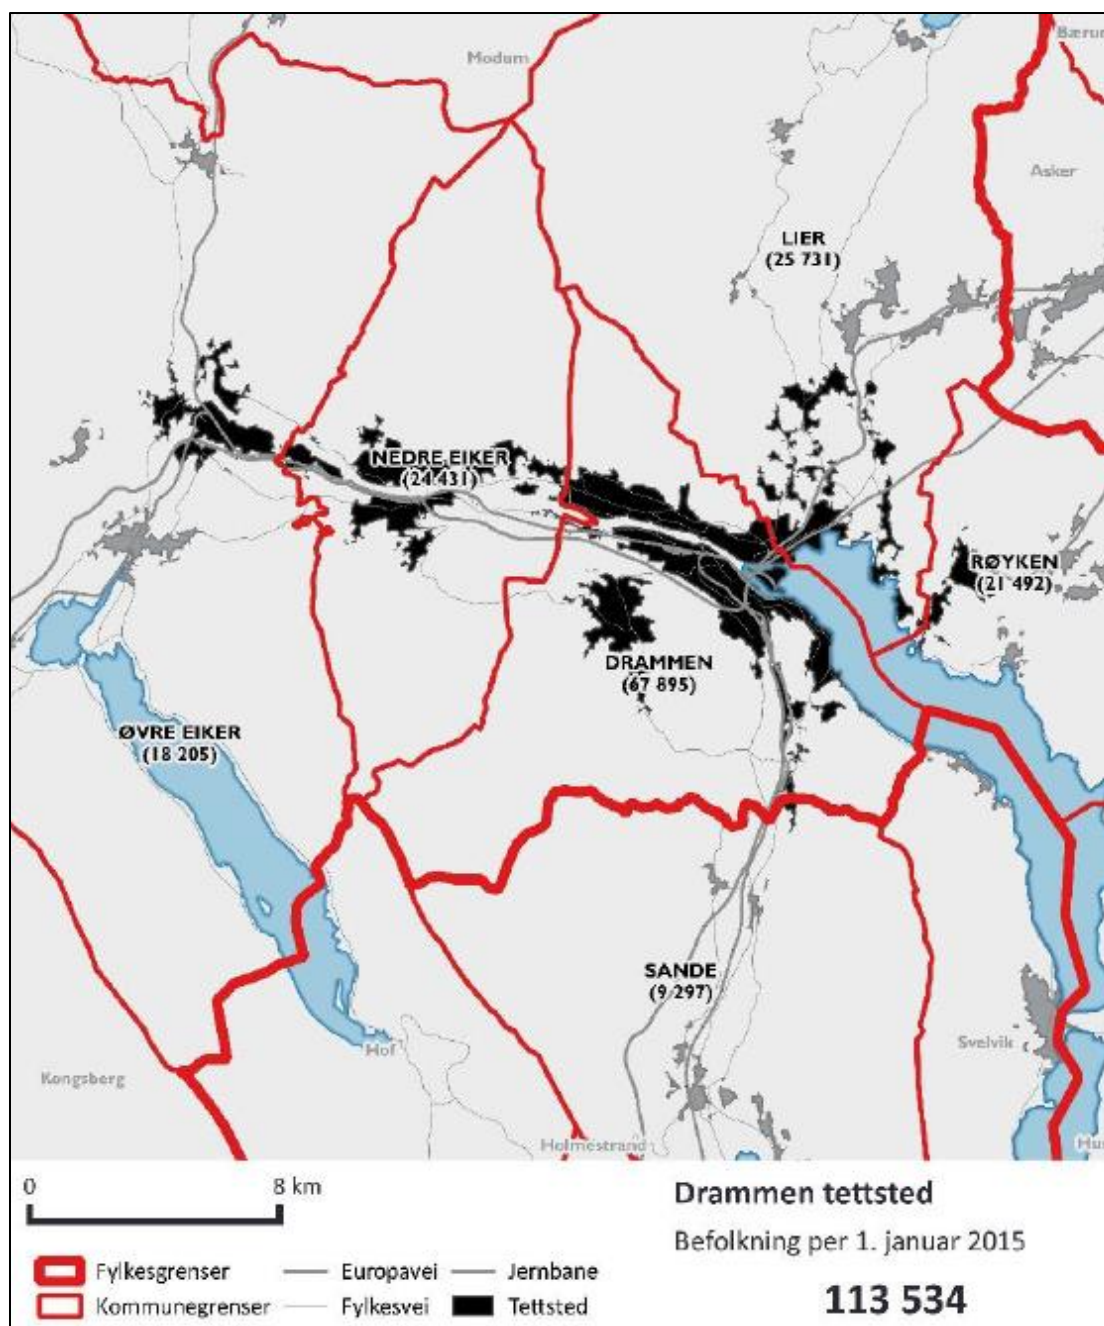 Modum
Bærum
Asker
LIER
(25 731)
NEDRE EIKER
(24 431)
RØYKEN
(21 492)
DRAMMEN
(67 895)
ØVRE EIKER
(18 205)
SANDE
(9 297)
Svelvik
Hof
Kongsberg
Holmestrand
Hu
0 8 km
Drammen tettsted
Befolkning per 1. januar 2015
Fylkesgrenser Europavei Jernbane
Kommunegrenser Fylkesvei Tettsted
113 534